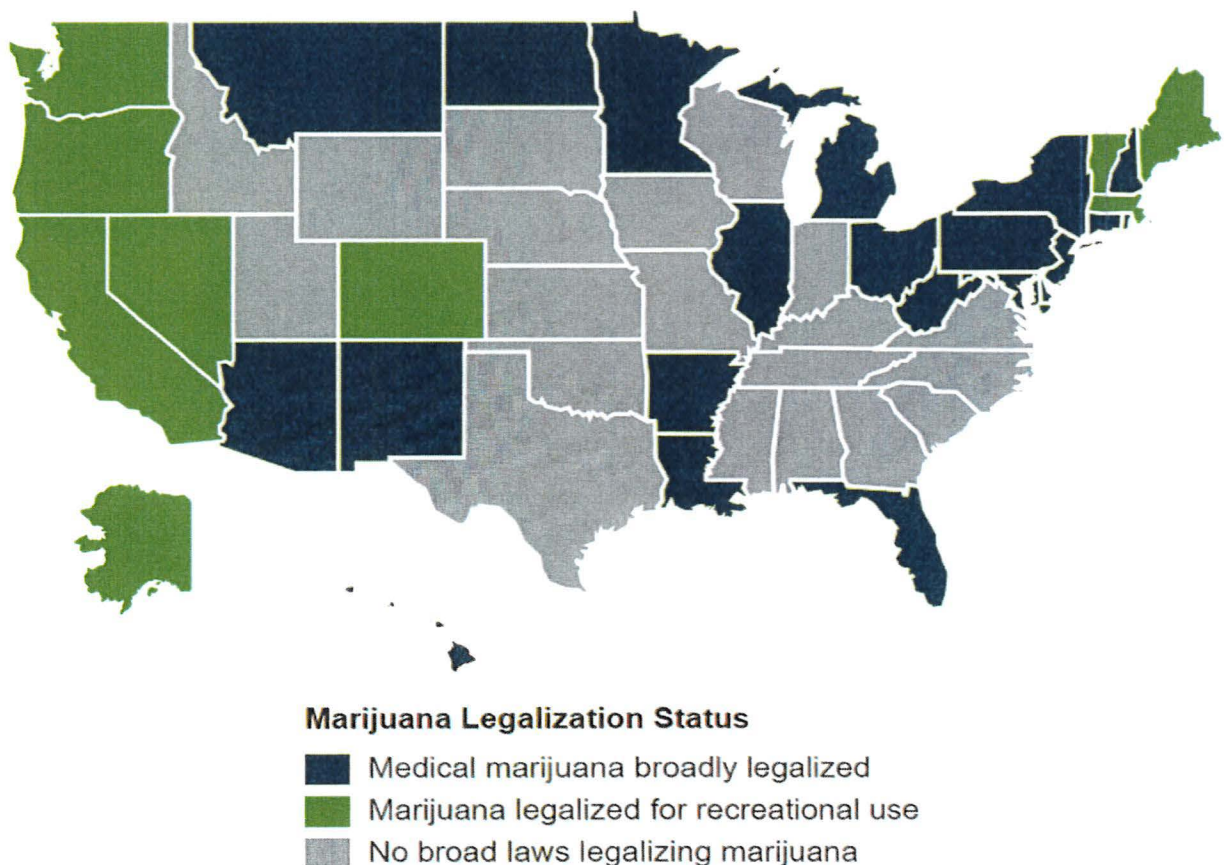 Marijuana Legalization Status
Medical marijuana broadly legalized
Marijuana legalized for recreational use
No broad laws legalizing marijuana